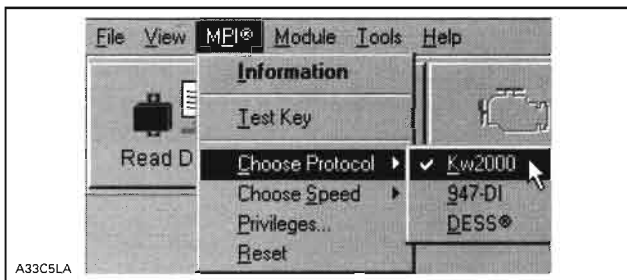 File View MPI® Module Tools Help
Information
Test Key
Read D
Choose Protocol
Kw2000
Choose Speed
947-DI
Privileges...
DESS®
Reset
A33C5LA